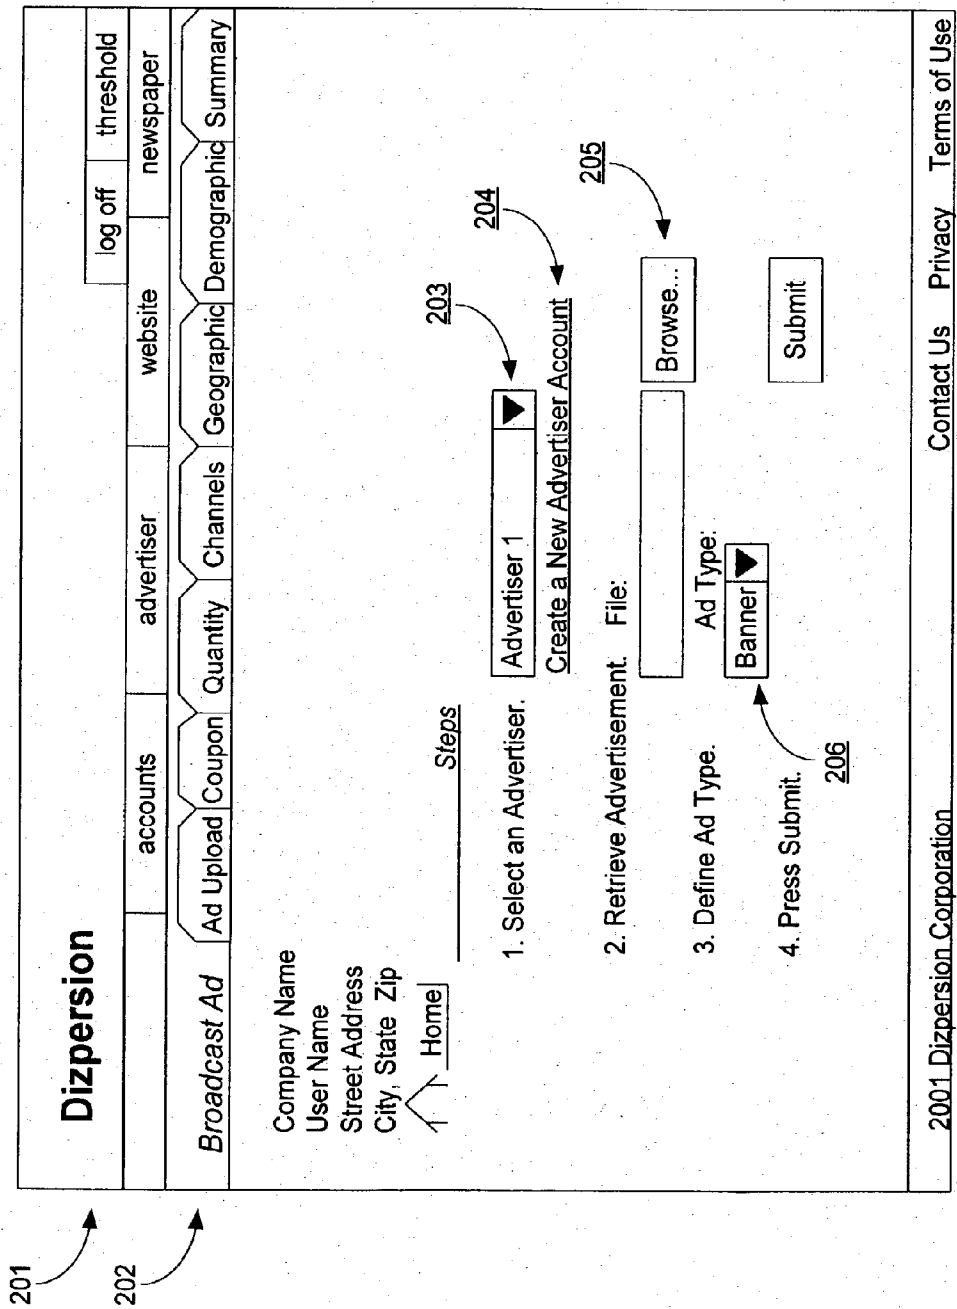 201
Dizpersion
log off threshold
accounts advertiser website newspaper
202
Broadcast Ad Ad Upload Coupon Quantity Channels Geographic Demographic Summary
Company Name
User Name
Street Address
City, State Zip
Home
Steps
203
1. Select an Advertiser. Advertiser 1
204
Create a New Advertiser Account
205
2. Retrieve Advertisement. File:
Browse...
3. Define Ad Type. Ad Type:
Banner
4. Press Submit. Submit
206
2001 Dizpersion Corporation Contact Us Privacy Terms of Use